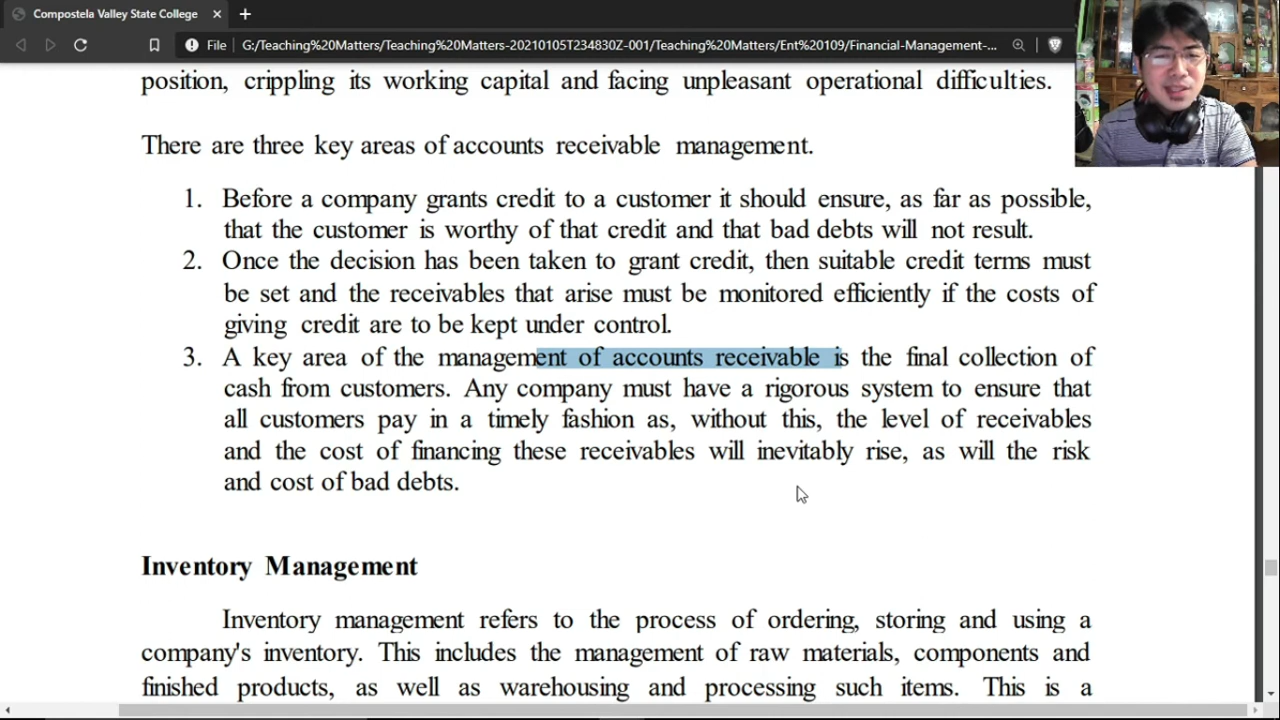 Compostela Valley State College
File G:/Teaching%20Matters/Teaching%20Matters-20210105T234830Z-001/Teaching%20Matters/Ent%20109/Financial-Management-...
position, crippling its working capital and facing unpleasant operational difficulties.
There are three key areas of accounts receivable management.
1. Before a company grants credit to a customer it should ensure, as far as possible,
that the customer is worthy of that credit and that bad debts will not result.
2. Once the decision has been taken to grant credit, then suitable credit terms must
be set and the receivables that arise must be monitored efficiently if the costs of
giving credit are to be kept under control.
3. A key area of the management of accounts receivable is the final collection of
cash from customers. Any company must have a rigorous system to ensure that
all customers pay in a timely fashion as, without this, the level of receivables
and the cost of financing these receivables will inevitably rise, as will the risk
and cost of bad debts.
Inventory Management
Inventory management refers to the process of ordering, storing and using a
company's inventory. This includes the management of raw materials, components and
finished products, as well as warehousing and processing such items. This is a